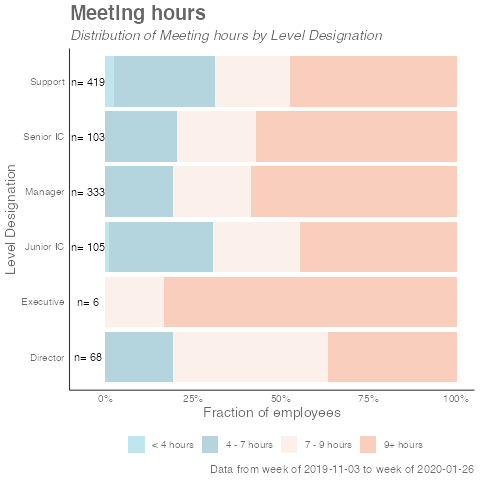 Meeting hours
Distribution of Meeting hours by Level Designation
Level Designation
Support n= 419
Senior IC n= 103
Manager n= 333
Junior IC n= 105
Executive n= 6
Director n= 68
0% 25% 50% 75% 100%
Fraction of employees
< 4 hours 4 - 7 hours 7 - 9 hours 9+ hours
Data from week of 2019-11-03 to week of 2020-01-26